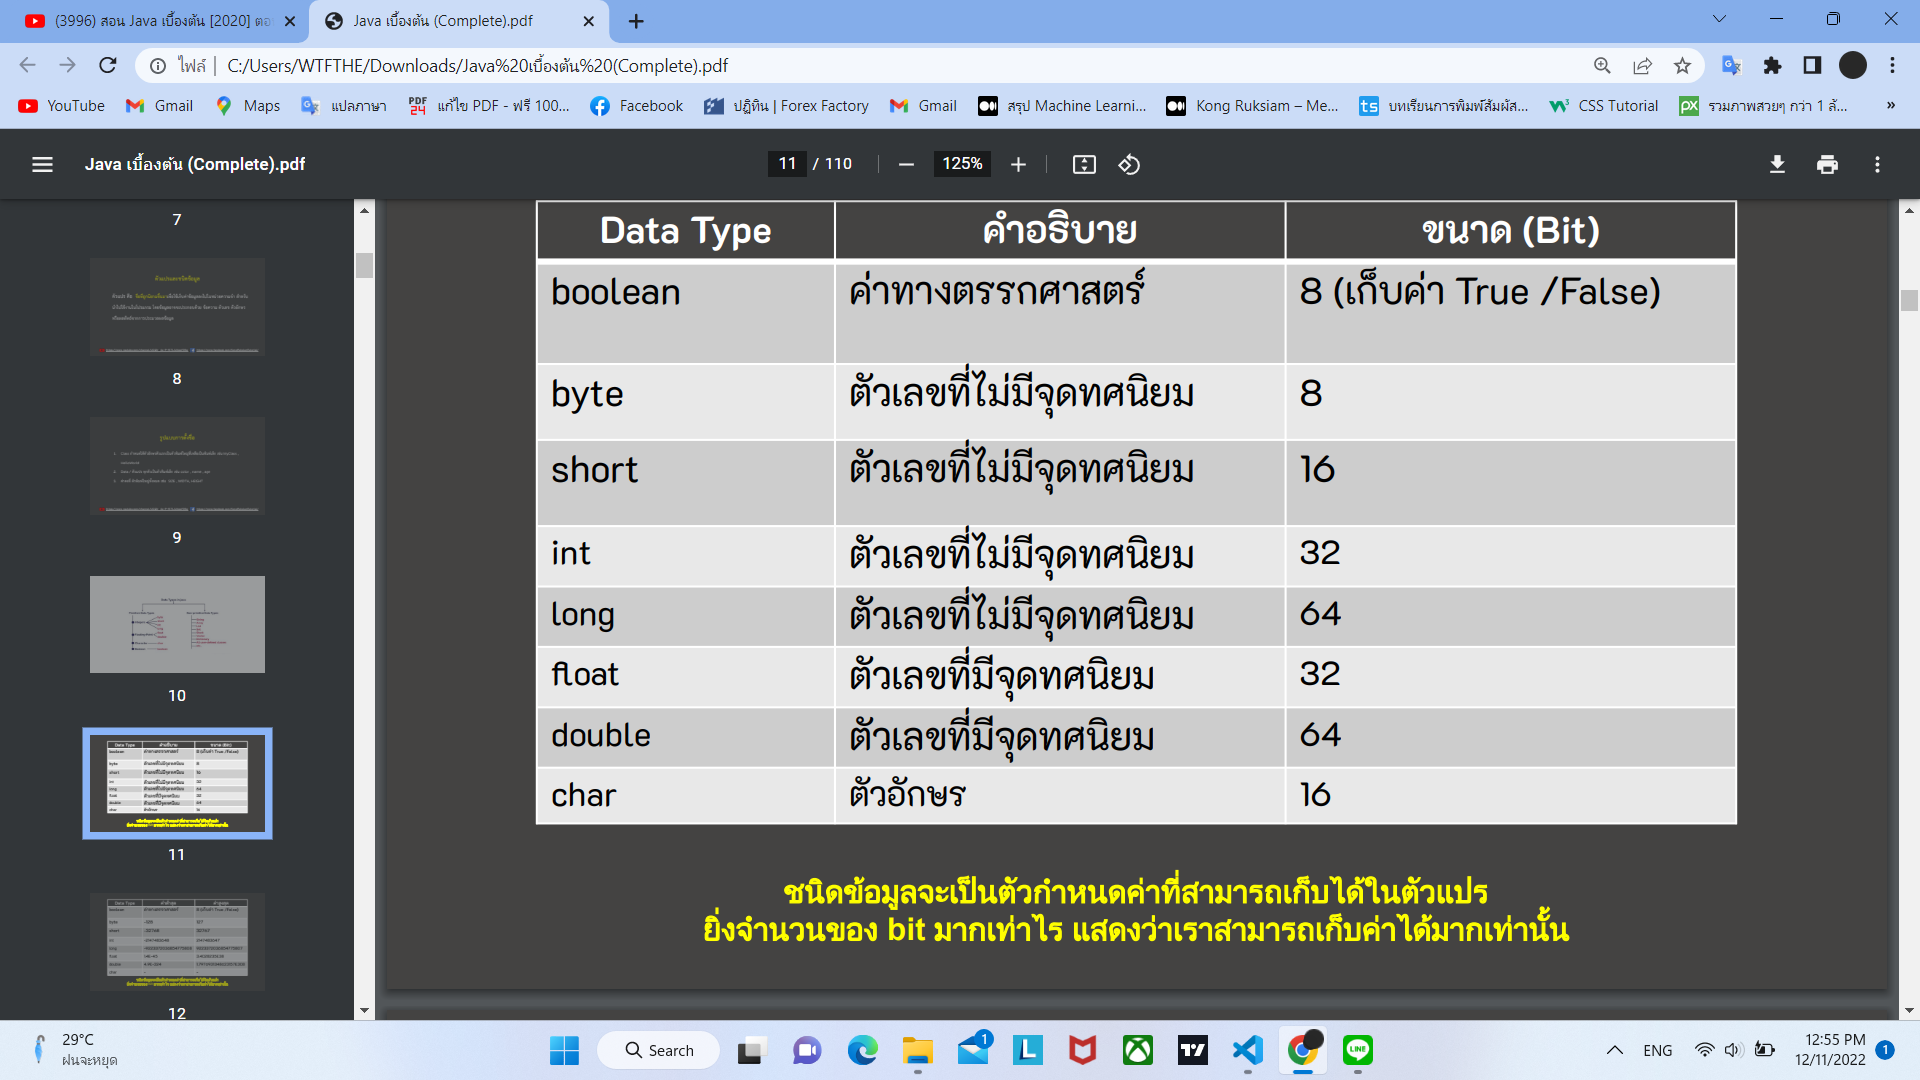 (3996) สอน Java เบื้องต้น [2020] ตอ
Java เบื้องต้น (Complete).pdf
ไฟล์
C:/Users/WTFTHE/Downloads/Java%20เบื้องต้น%20(Complete).pdf
YouTube
Gmail
Maps
แปลภาษา
แก้ไข PDF - ฟรี 100...
Facebook
ปฏิทิน | Forex Factory
Gmail
สรุป Machine Learni...
Kong Ruksiam – Me...
บทเรียนการพิมพ์สัมผัส...
CSS Tutorial
รวมภาพสวยๆ กว่า 1 ล้...
»
Java เบื้องต้น (Complete).pdf
11 / 110
125%
7
8
9
10
11
12
Data Type คำอธิบาย ขนาด (Bit)
boolean ค่าทางตรรกศาสตร์ 8 (เก็บค่า True /False)
byte ตัวเลขที่ไม่มีจุดทศนิยม 8
short ตัวเลขที่ไม่มีจุดทศนิยม 16
int ตัวเลขที่ไม่มีจุดทศนิยม 32
long ตัวเลขที่ไม่มีจุดทศนิยม 64
float ตัวเลขที่มีจุดทศนิยม 32
double ตัวเลขที่มีจุดทศนิยม 64
char ตัวอักษร 16
ชนิดข้อมูลจะเป็นตัวกำหนดค่าที่สามารถเก็บได้ในตัวแปร
ยิ่งจำนวนของ bit มากเท่าไร แสดงว่าเราสามารถเก็บค่าได้มากเท่านั้น
29°C
ฝนจะหยุด
Search
1
ENG
12:55 PM
12/11/2022
1